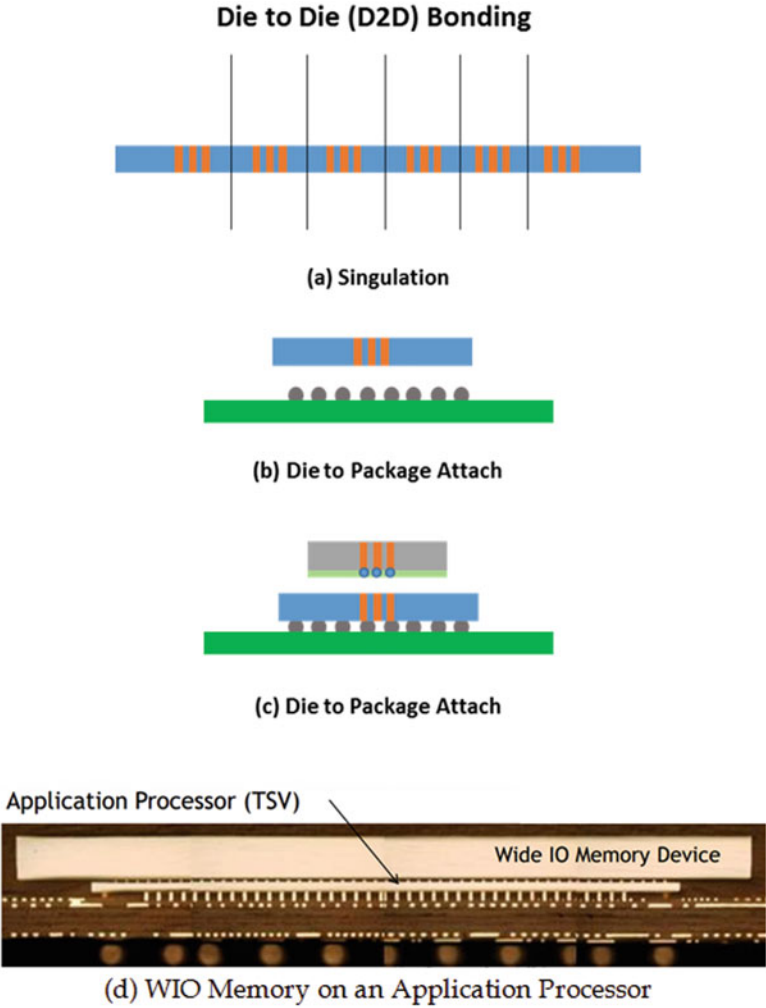 Die to Die (D2D) Bonding
(a) Singulation
(b) Die to Package Attach
(c) Die to Package Attach
Application Processor (TSV)
Wide IO Memory Device
(d) WIO Memory on an Application Processor